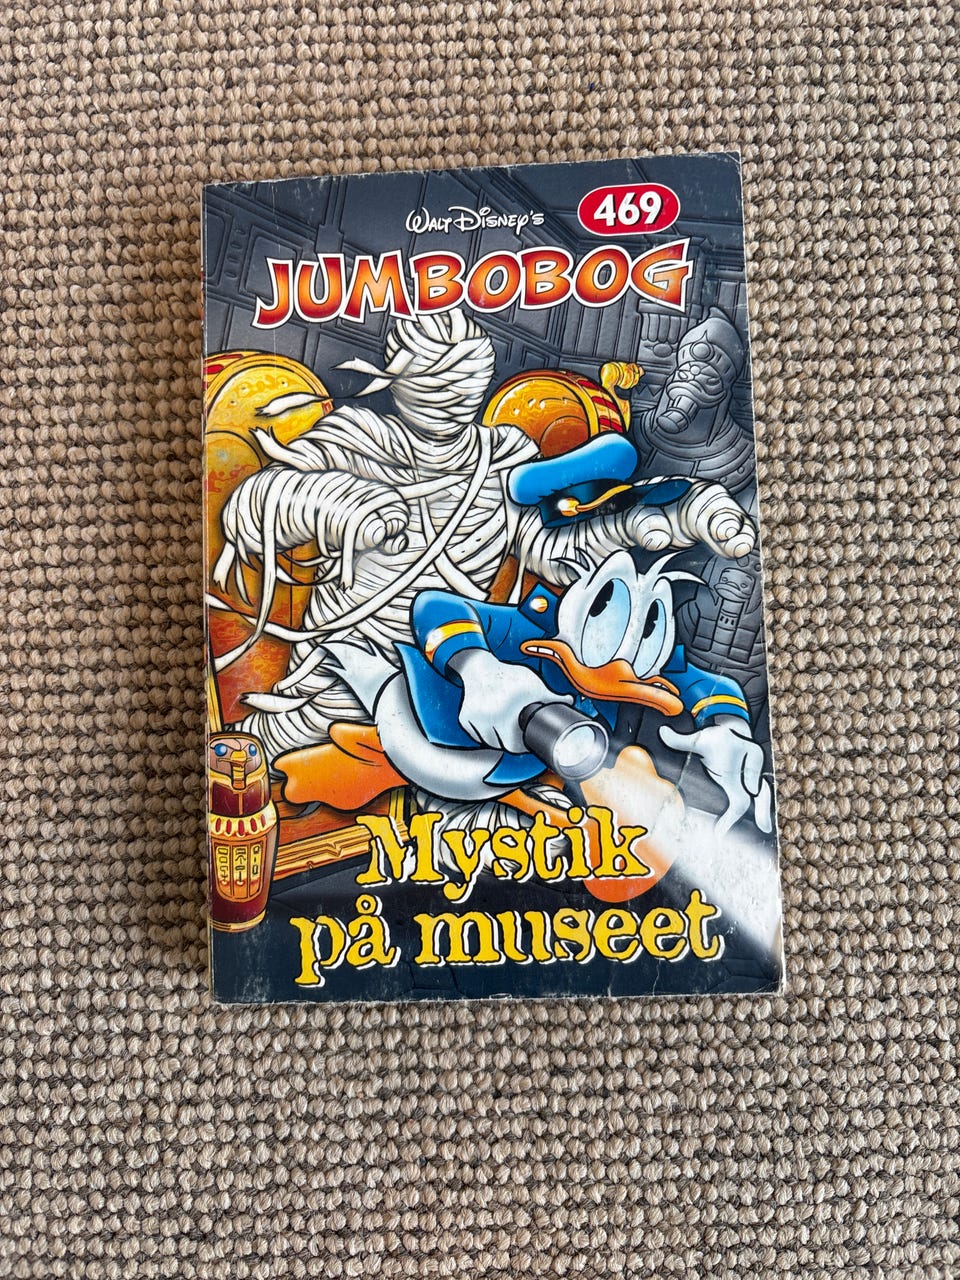 Walt Disney's
469
JUMBOBOG
Mystik
på museet